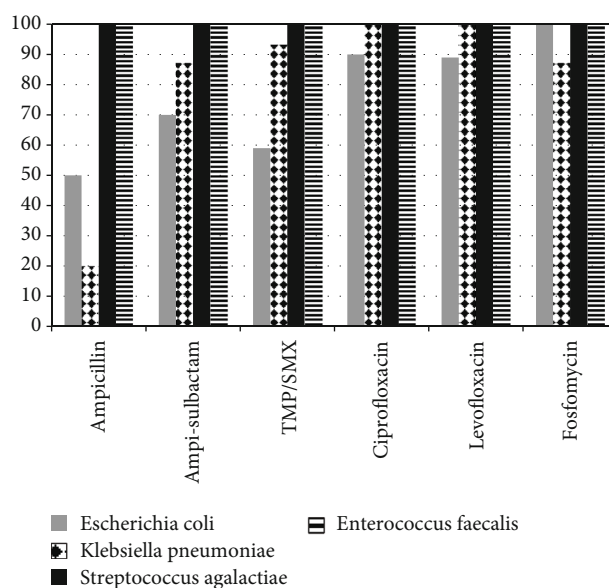 100
90
80
70
60
50
40
30
20
10
0
Ampicillin
Ampi-sulbactam
TMP/SMX
Ciprofloxacin
Levofloxacin
Fosfomycin
Escherichia coli
Enterococcus faecalis
Klebsiella pneumoniae
Streptococcus agalactiae